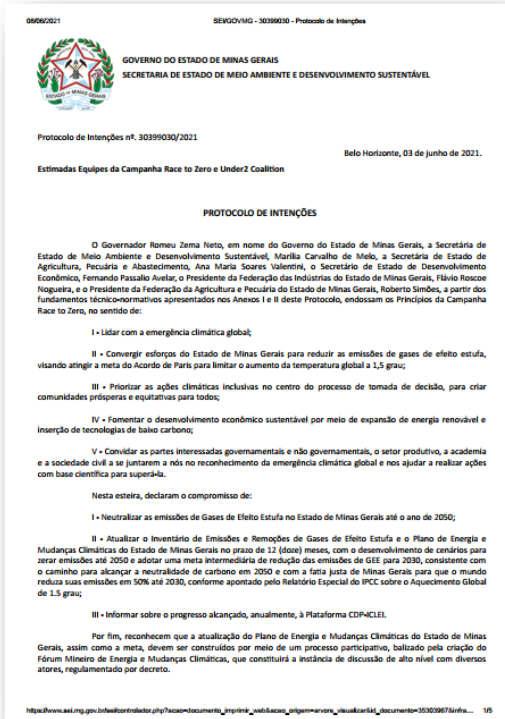 08/06/2021 SEI/GOVMG - 30399030 - Protocolo de Intenções
GOVERNO DO ESTADO DE MINAS GERAIS
SECRETARIA DE ESTADO DE MEIO AMBIENTE E DESENVOLVIMENTO SUSTENTÁVEL
Protocolo de Intenções nº. 30399030/2021
Belo Horizonte, 03 de junho de 2021.
Estimadas Equipes da Campanha Race to Zero e Under2 Coalition
PROTOCOLO DE INTENÇÕES
O Governador Romeu Zema Neto, em nome do Governo do Estado de Minas Gerais, a Secretária de
Estado de Meio Ambiente e Desenvolvimento Sustentável, Marília Carvalho de Melo, a Secretária de Estado de
Agricultura, Pecuária e Abastecimento, Ana Maria Soares Valentini, o Secretário de Estado de Desenvolvimento
Econômico, Fernando Passalio Avelar, o Presidente da Federação das Indústrias do Estado de Minas Gerais, Flávio Roscoe
Nogueira, e o Presidente da Federação da Agricultura e Pecuária do Estado de Minas Gerais, Roberto Simões, a partir dos
fundamentos técnico-normativos apresentados nos Anexos I e II deste Protocolo, endossam os Princípios da Campanha
Race to Zero, no sentido de:
I - Lidar com a emergência climática global;
II - Convergir esforços do Estado de Minas Gerais para reduzir as emissões de gases de efeito estufa,
visando atingir a meta do Acordo de Paris para limitar o aumento da temperatura global a 1,5 grau;
III - Priorizar as ações climáticas inclusivas no centro do processo de tomada de decisão, para criar
comunidades prósperas e equitativas para todos;
IV - Fomentar o desenvolvimento econômico sustentável por meio de expansão de energia renovável e
inserção de tecnologias de baixo carbono;
V - Convidar as partes interessadas governamentais e não governamentais, o setor produtivo, a academia
e a sociedade civil a se juntarem a nós no reconhecimento da emergência climática global e nos ajudar a realizar ações
com base científica para superá-la.
Nesta esteira, declaram o compromisso de:
I - Neutralizar as emissões de Gases de Efeito Estufa no Estado de Minas Gerais até o ano de 2050;
II - Atualizar o Inventário de Emissões e Remoções de Gases de Efeito Estufa e o Plano de Energia e
Mudanças Climáticas do Estado de Minas Gerais no prazo de 12 (doze) meses, com o desenvolvimento de cenários para
zerar emissões até 2050 e adotar uma meta intermediária de redução das emissões de GEE para 2030, consistente com
o caminho para alcançar a neutralidade de carbono em 2050 e com a fatia justa de Minas Gerais para que o mundo
reduza suas emissões em 50% até 2030, conforme apontado pelo Relatório Especial do IPCC sobre o Aquecimento Global
de 1.5 grau;
III - Informar sobre o progresso alcançado, anualmente, à Plataforma CDP-ICLEI.
Por fim, reconhecem que a atualização do Plano de Energia e Mudanças Climáticas do Estado de Minas
Gerais, assim como a meta, devem ser construídos por meio de um processo participativo, balizado pela criação do
Fórum Mineiro de Energia e Mudanças Climáticas, que constituirá a instância de discussão de alto nível com diversos
atores, regulamentado por decreto.
https://www.sei.mg.gov.br/sei/controlador.php?acao=documento_imprimir_web&acao_origem=arvore_visualizar&id_documento=35303967&infra... 1/5